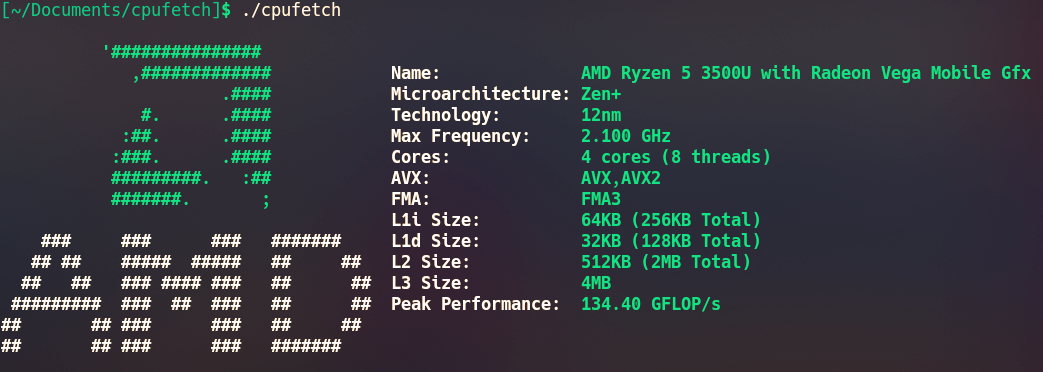 [~/Documents/cpufetch]$ ./cpufetch
'###############
,#############
.####
#. .####
:##. .####
:###. .####
#########. :##
#######. ;
### ### ### #######
## ## ##### ##### ## ##
## ## ### #### ### ## ##
######### ### ## ### ## ##
## ## ### ### ## ##
## ## ### ### #######
Name: AMD Ryzen 5 3500U with Radeon Vega Mobile Gfx
Microarchitecture: Zen+
Technology: 12nm
Max Frequency: 2.100 GHz
Cores: 4 cores (8 threads)
AVX: AVX,AVX2
FMA: FMA3
L1i Size: 64KB (256KB Total)
L1d Size: 32KB (128KB Total)
L2 Size: 512KB (2MB Total)
L3 Size: 4MB
Peak Performance: 134.40 GFLOP/s